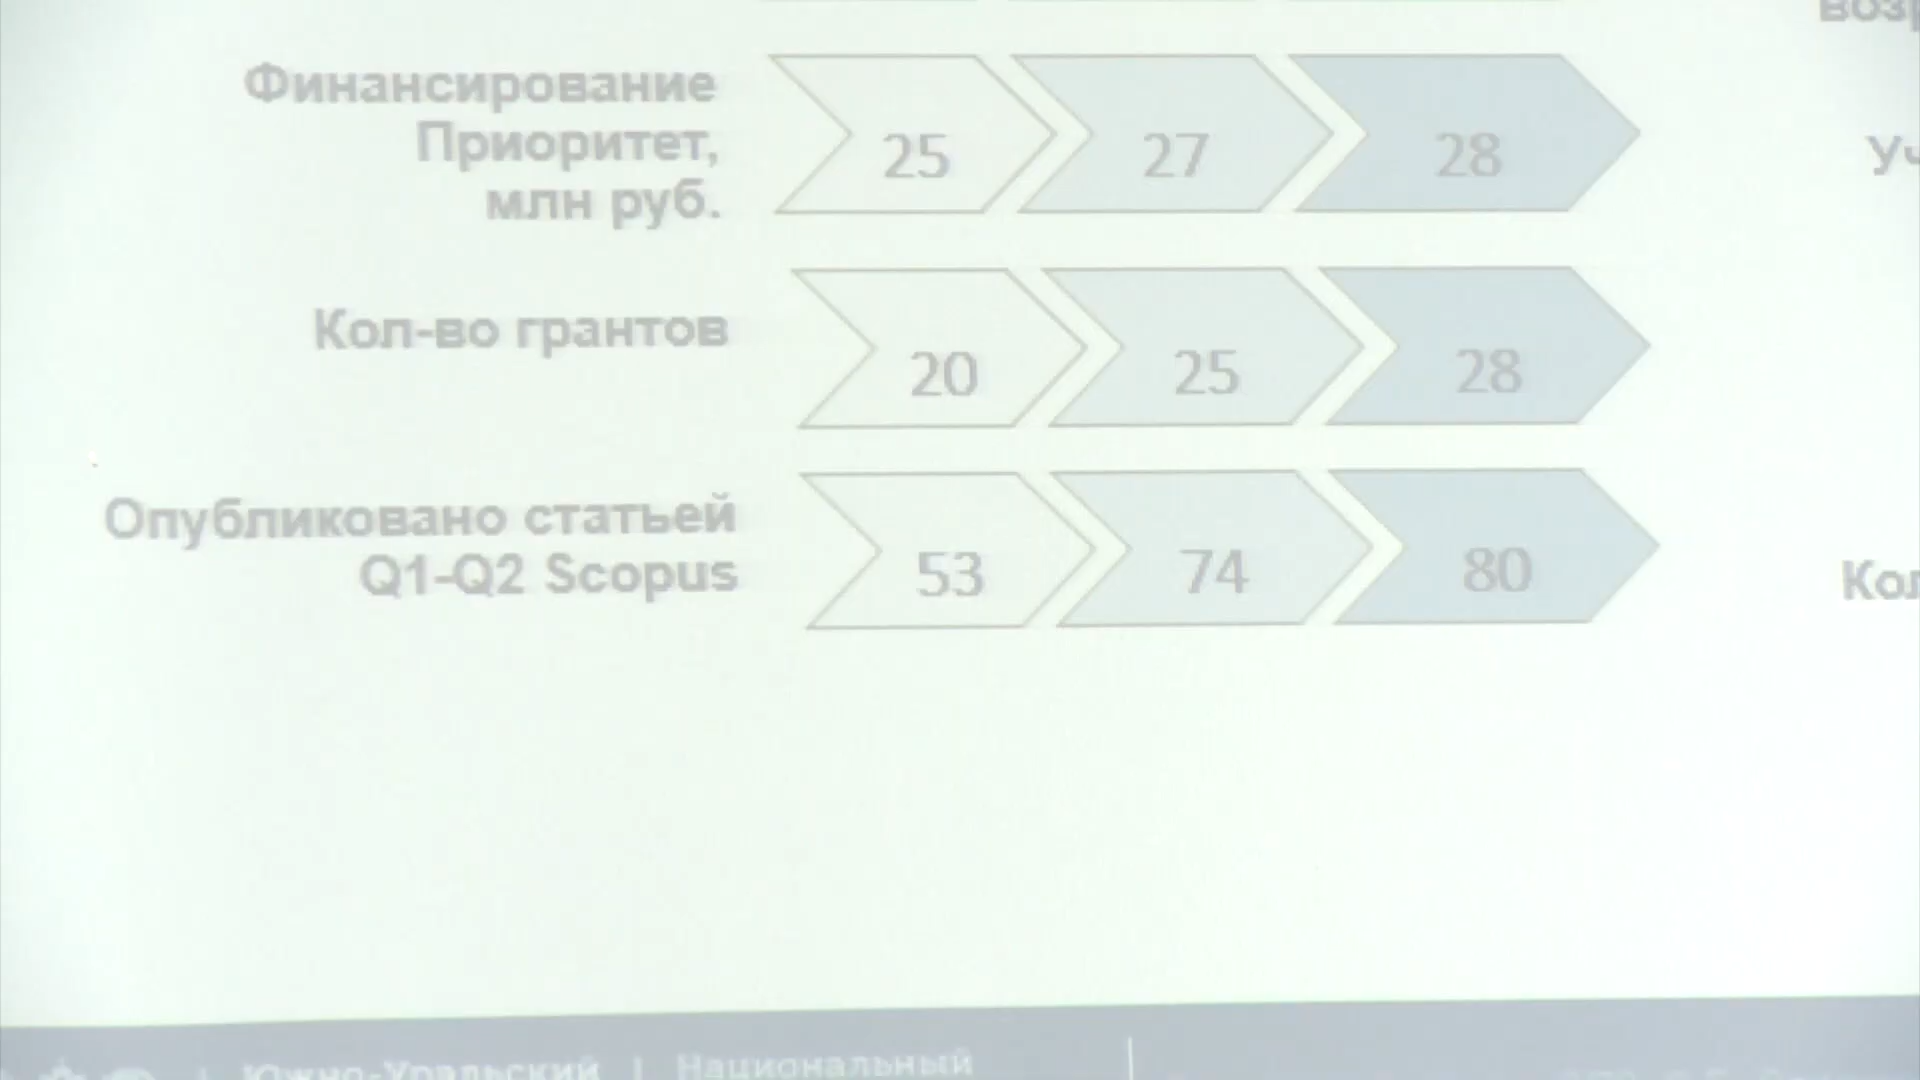 Финансирование
Приоритет,
млн руб.
25 27 28
Кол-во грантов
20 25 28
Опубликовано статьей
Q1-Q2 Scopus
53 74 80
Южно-Уральский | Национальный